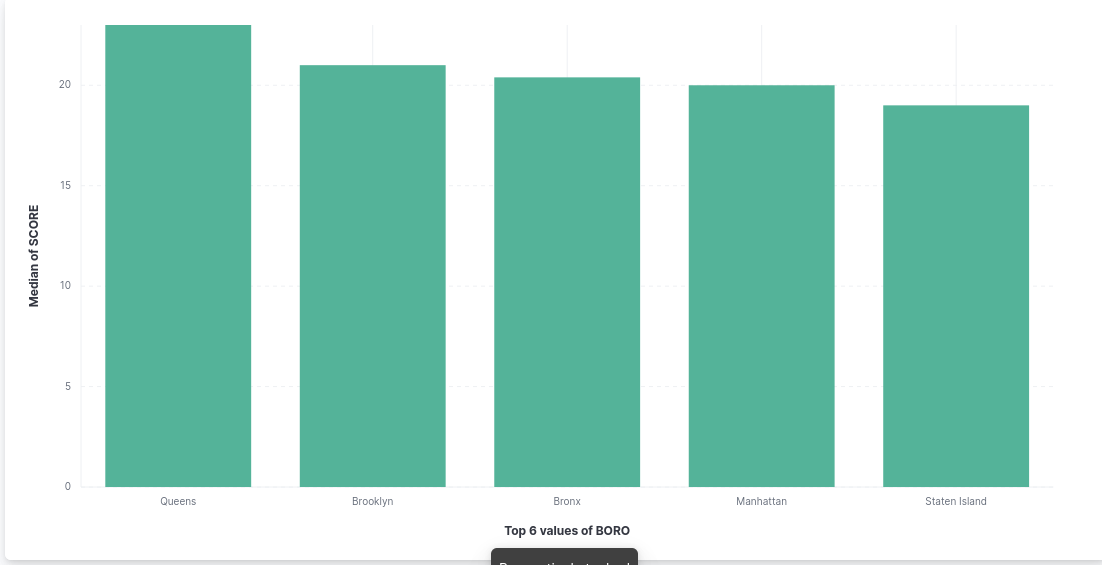 20
15
10
5
0
Median of SCORE
Queens
Brooklyn
Bronx
Manhattan
Staten Island
Top 6 values of BORO